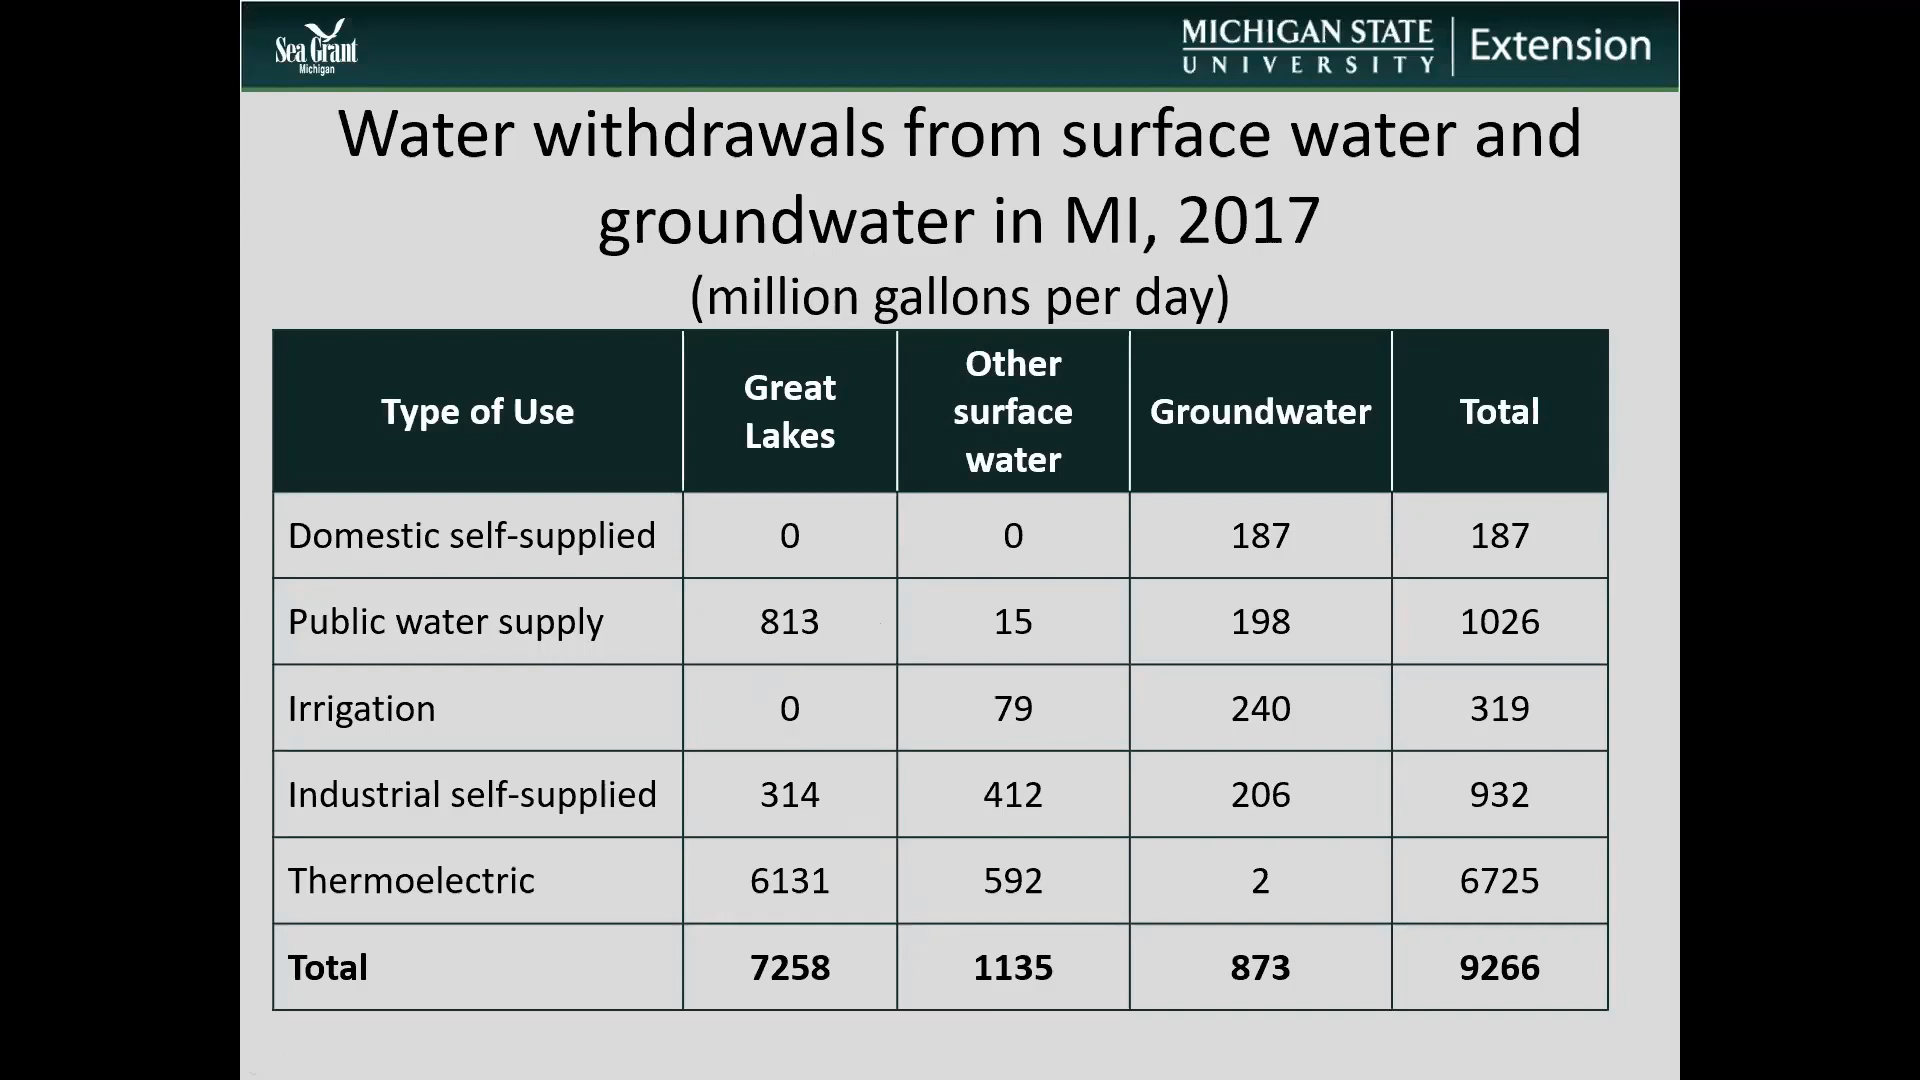 Sea Grant
Michigan
MICHIGAN STATE
UNIVERSITY
Extension
Water withdrawals from surface water and
groundwater in MI, 2017
(million gallons per day)
Type of Use
Great
Lakes
Other
surface
water
Groundwater
Total
Domestic self-supplied 0 0 187 187
Public water supply 813 15 198 1026
Irrigation 0 79 240 319
Industrial self-supplied 314 412 206 932
Thermoelectric 6131 592 2 6725
Total 7258 1135 873 9266